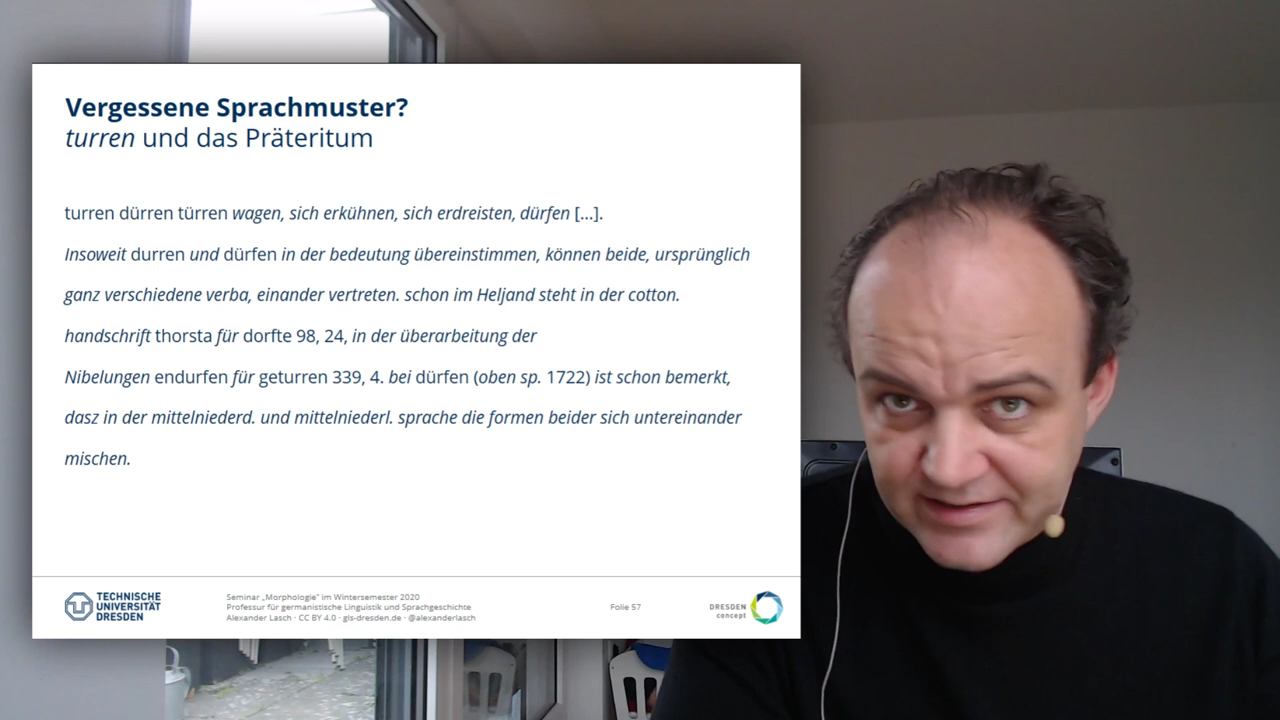 Vergessene Sprachmuster?
turren und das Präteritum
turren dürren türren wagen, sich erkühnen, sich erdreisten, dürfen [...].
Insoweit durren und dürfen in der bedeutung übereinstimmen, können beide, ursprünglich
ganz verschiedene verba, einander vertreten. schon im Heljand steht in der cotton.
handschrift thorsta für dorfte 98, 24, in der überarbeitung der
Nibelungen endurfen für geturren 339, 4. bei dürfen (oben sp. 1722) ist schon bemerkt,
dasz in der mittelniederd. und mittelniederl. sprache die formen beider sich untereinander
mischen.
TECHNISCHE
UNIVERSITÄT
DRESDEN
Seminar „Morphologie“ im Wintersemester 2020
Professur für germanistische Linguistik und Sprachgeschichte
Alexander Lasch · CC BY 4.0 · gls-dresden.de · @alexanderlasch
Folie 57
DRESDEN
concept